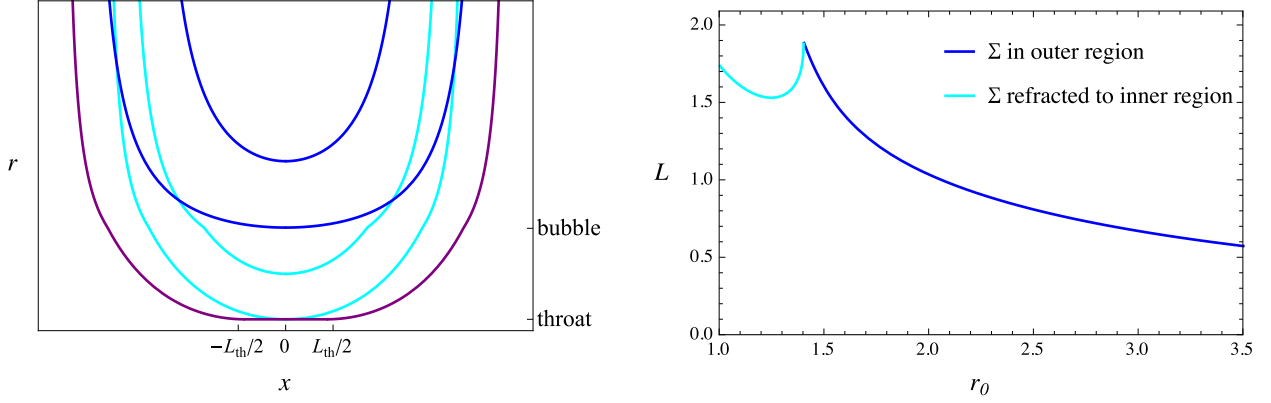 r
bubble
throat
−L_th/2 0 L_th/2
x
2.0
1.5
1.0
0.5
0.0
L
Σ in outer region
Σ refracted to inner region
1.0 1.5 2.0 2.5 3.0 3.5
r_0